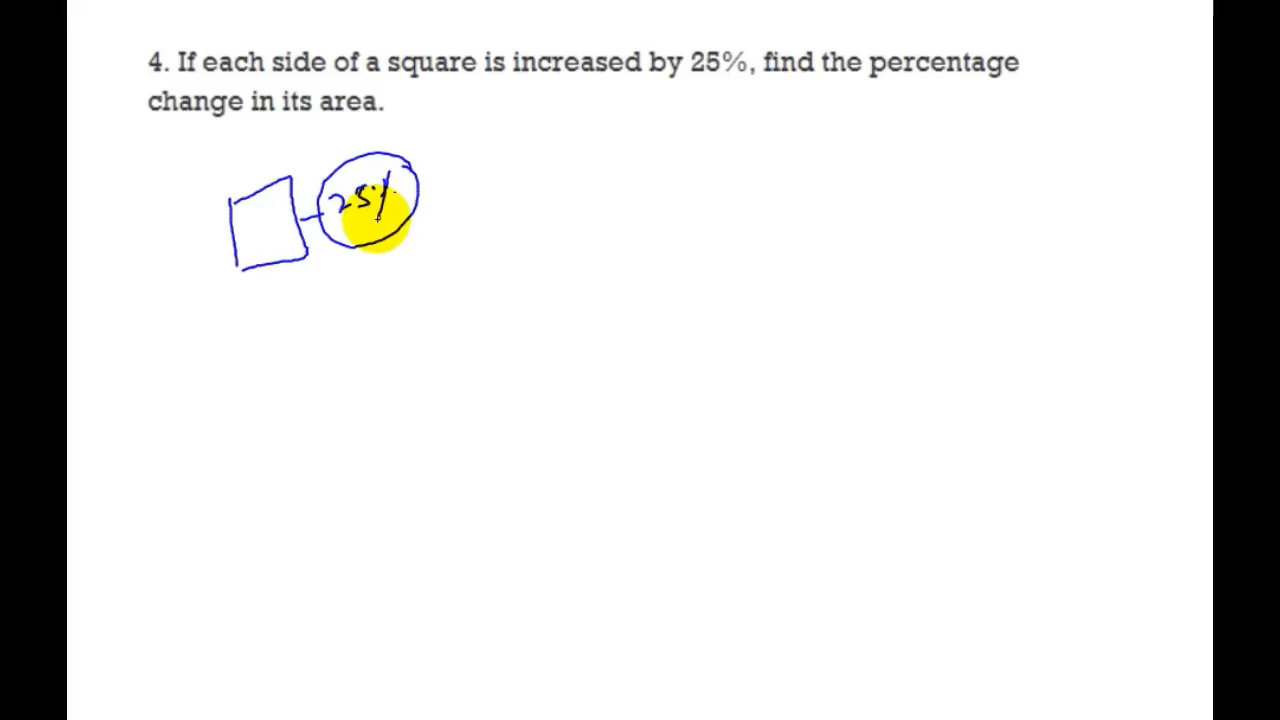 4. If each side of a square is increased by 25%, find the percentage
change in its area.
25%